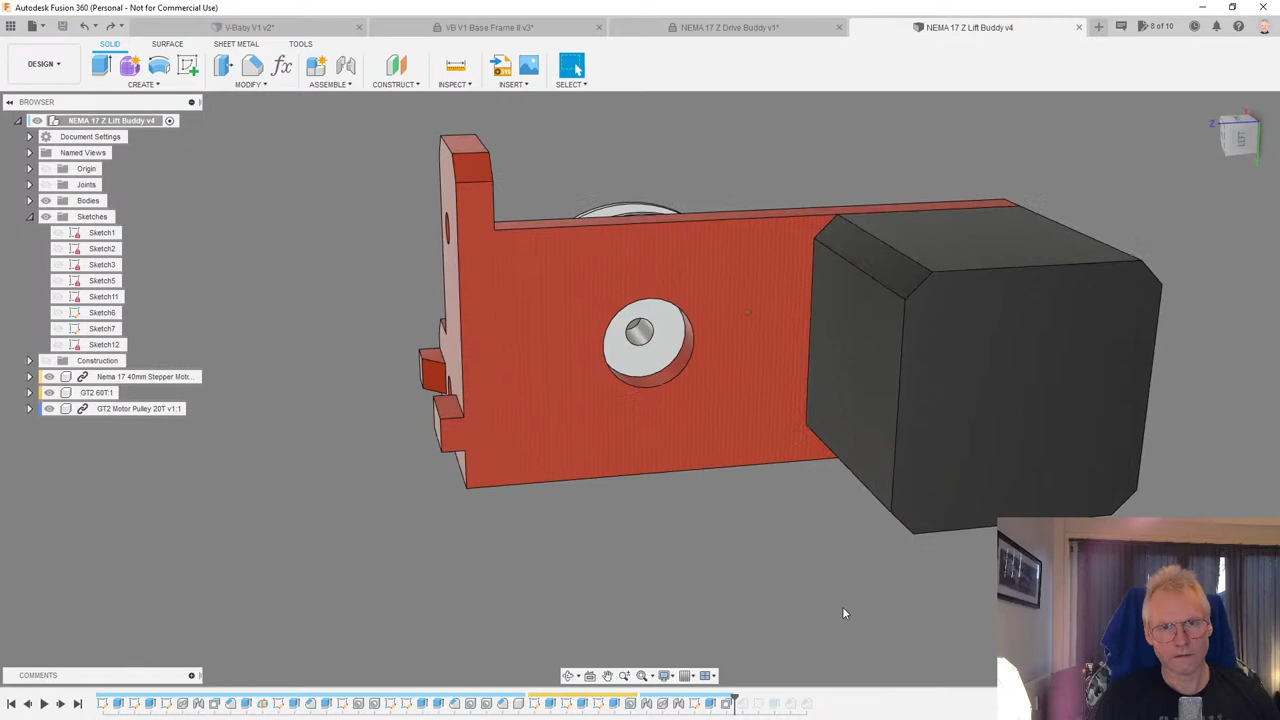 Autodesk Fusion 360 (Personal - Not for Commercial Use)
V-Baby V1 v2*
VB V1 Base Frame II v3*
NEMA 17 Z Drive Buddy v1*
NEMA 17 Z Lift Buddy v4
8 of 10
SOLID
SURFACE
SHEET METAL
TOOLS
DESIGN
CREATE
MODIFY
ASSEMBLE
CONSTRUCT
INSPECT
INSERT
SELECT
BROWSER
NEMA 17 Z Lift Buddy v4
Document Settings
Named Views
Origin
Joints
Bodies
Sketches
Sketch1
Sketch2
Sketch3
Sketch5
Sketch11
Sketch6
Sketch7
Sketch12
Construction
Nema 17 40mm Stepper Mot...
GT2 60T:1
GT2 Motor Pulley 20T v1:1
Z
LEFT
COMMENTS